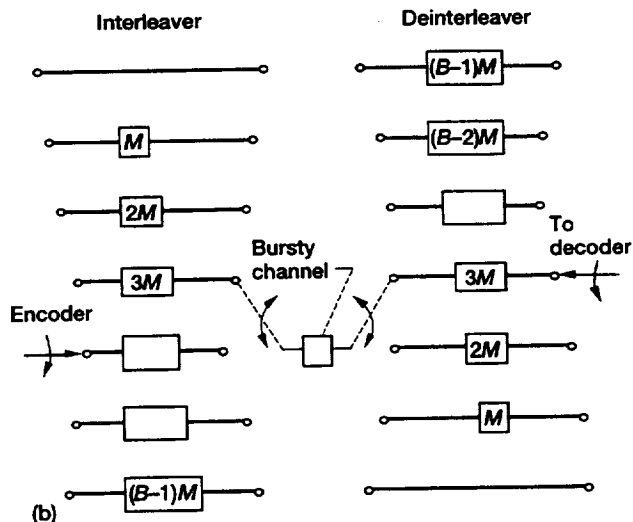 Interleaver
Deinterleaver
(B–1)M
M
(B–2)M
2M
To
decoder
Bursty
channel
3M
3M
Encoder
2M
M
(B–1)M
(b)